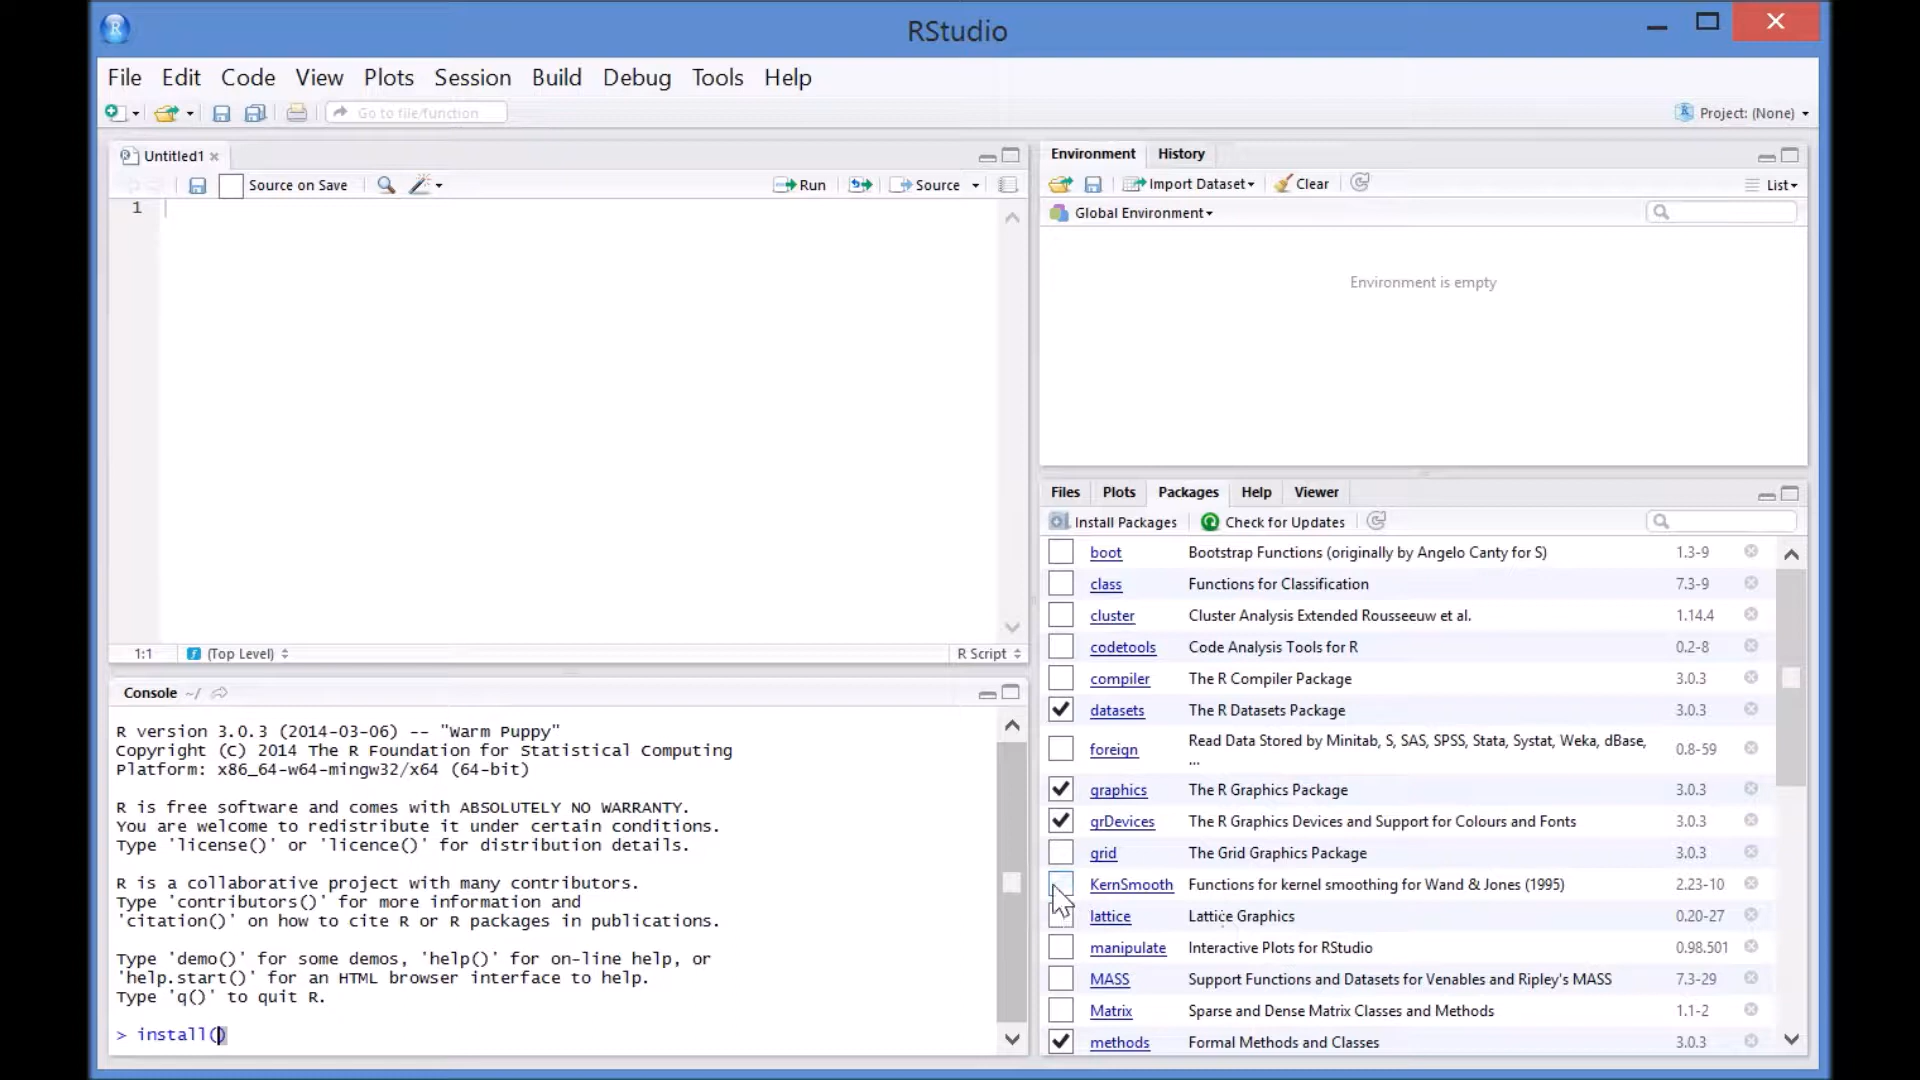 RStudio
File Edit Code View Plots Session Build Debug Tools Help
Go to file/function
Project: (None)
Untitled1
Source on Save
Run
Source
1
1:1
(Top Level)
R Script
Console ~/
R version 3.0.3 (2014-03-06) -- "Warm Puppy"
Copyright (C) 2014 The R Foundation for Statistical Computing
Platform: x86_64-w64-mingw32/x64 (64-bit)
R is free software and comes with ABSOLUTELY NO WARRANTY.
You are welcome to redistribute it under certain conditions.
Type 'license()' or 'licence()' for distribution details.
R is a collaborative project with many contributors.
Type 'contributors()' for more information and
'citation()' on how to cite R or R packages in publications.
Type 'demo()' for some demos, 'help()' for on-line help, or
'help.start()' for an HTML browser interface to help.
Type 'q()' to quit R.
> install()
Environment History
Import Dataset
Clear
List
Global Environment
Environment is empty
Files Plots Packages Help Viewer
Install Packages
Check for Updates
boot Bootstrap Functions (originally by Angelo Canty for S) 1.3-9
class Functions for Classification 7.3-9
cluster Cluster Analysis Extended Rousseeuw et al. 1.14.4
codetools Code Analysis Tools for R 0.2-8
compiler The R Compiler Package 3.0.3
datasets The R Datasets Package 3.0.3
foreign Read Data Stored by Minitab, S, SAS, SPSS, Stata, Systat, Weka, dBase, ... 0.8-59
graphics The R Graphics Package 3.0.3
grDevices The R Graphics Devices and Support for Colours and Fonts 3.0.3
grid The Grid Graphics Package 3.0.3
KernSmooth Functions for kernel smoothing for Wand & Jones (1995) 2.23-10
lattice Lattice Graphics 0.20-27
manipulate Interactive Plots for RStudio 0.98.501
MASS Support Functions and Datasets for Venables and Ripley's MASS 7.3-29
Matrix Sparse and Dense Matrix Classes and Methods 1.1-2
methods Formal Methods and Classes 3.0.3